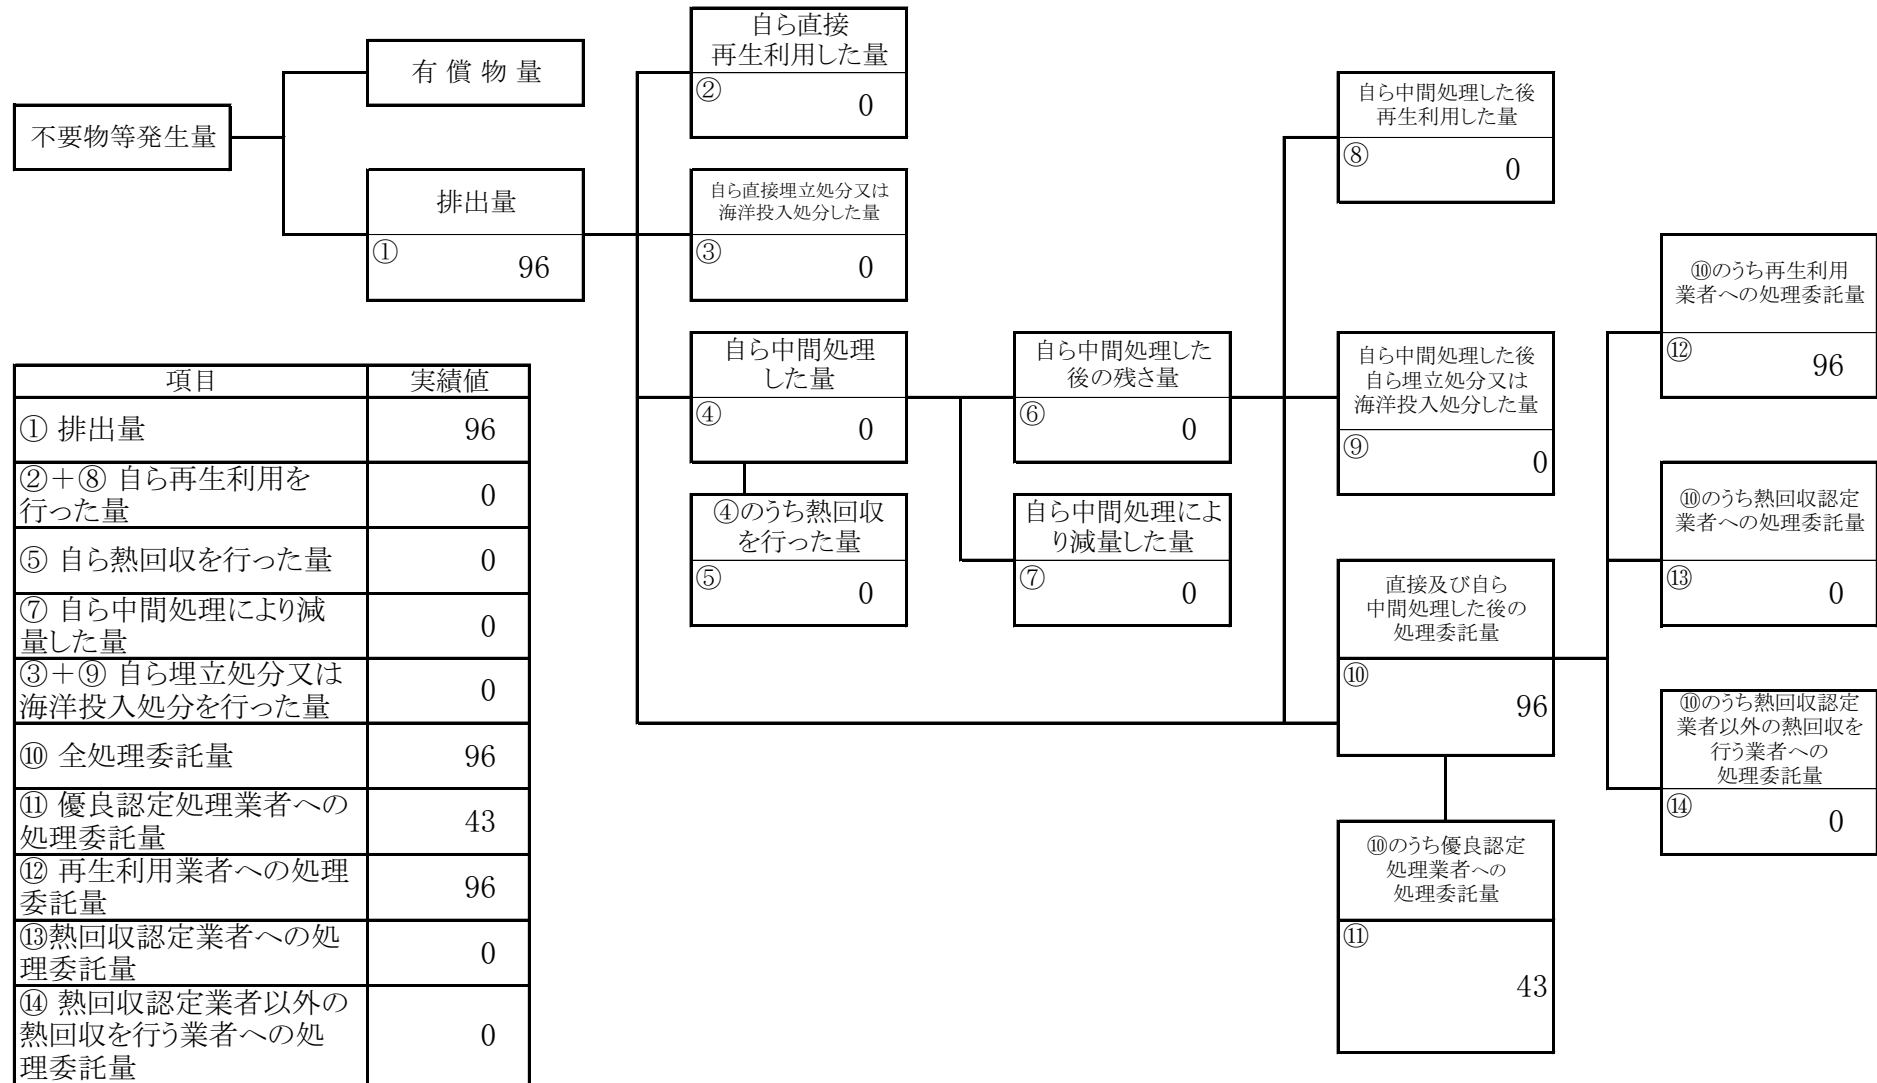 不要物等発生量
有 償 物 量
排出量
①
96
自ら直接
再生利用した量
②
0
自ら直接埋立処分又は
海洋投入処分した量
③
0
自ら中間処理
した量
④
0
④のうち熱回収
を行った量
⑤
0
自ら中間処理した
後の残さ量
⑥
0
自ら中間処理によ
り減量した量
⑦
0
自ら中間処理した後
再生利用した量
⑧
0
自ら中間処理した後
自ら埋立処分又は
海洋投入処分した量
⑨
0
直接及び自ら
中間処理した後の
処理委託量
⑩
96
⑩のうち優良認定
処理業者への
処理委託量
⑪
43
⑩のうち再生利用
業者への処理委託量
⑫
96
⑩のうち熱回収認定
業者への処理委託量
⑬
0
⑩のうち熱回収認定
業者以外の熱回収を
行う業者への
処理委託量
⑭
0
項目 実績値
① 排出量 96
②＋⑧ 自ら再生利用を
行った量 0
⑤ 自ら熱回収を行った量 0
⑦ 自ら中間処理により減
量した量 0
③＋⑨ 自ら埋立処分又は
海洋投入処分を行った量 0
⑩ 全処理委託量 96
⑪ 優良認定処理業者への
処理委託量 43
⑫ 再生利用業者への処理
委託量 96
⑬熱回収認定業者への処
理委託量 0
⑭ 熱回収認定業者以外の
熱回収を行う業者への処
理委託量 0